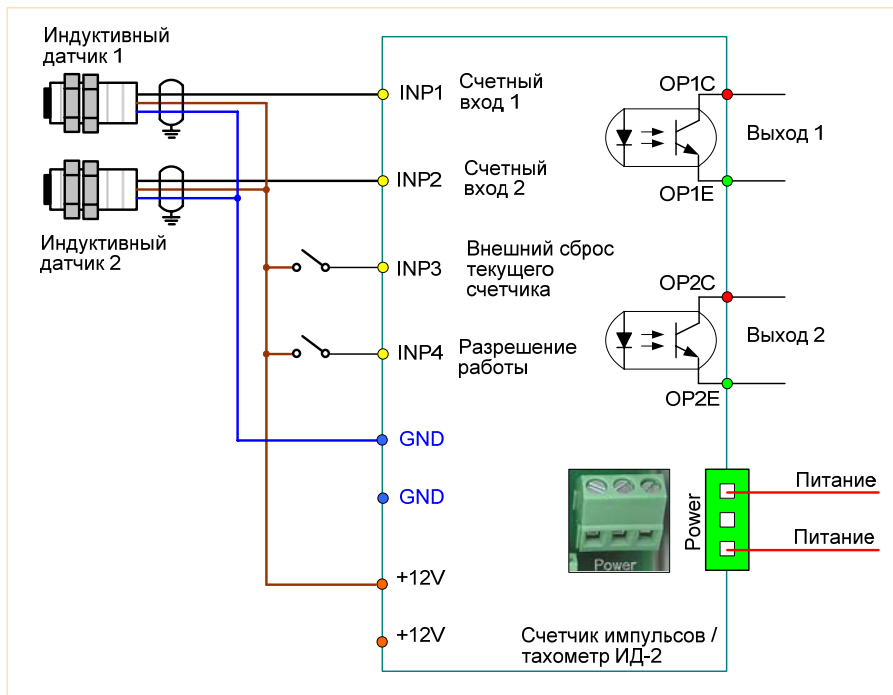 Индуктивный
датчик 1
INP1
Счетный
вход 1
OP1C
Выход 1
OP1E
INP2
Счетный
вход 2
Индуктивный
датчик 2
INP3
Внешний сброс
текущего
счетчика
OP2C
Выход 2
OP2E
INP4
Разрешение
работы
GND
GND
Power
Power
Питание
Питание
+12V
+12V
Счетчик импульсов /
тахометр ИД-2